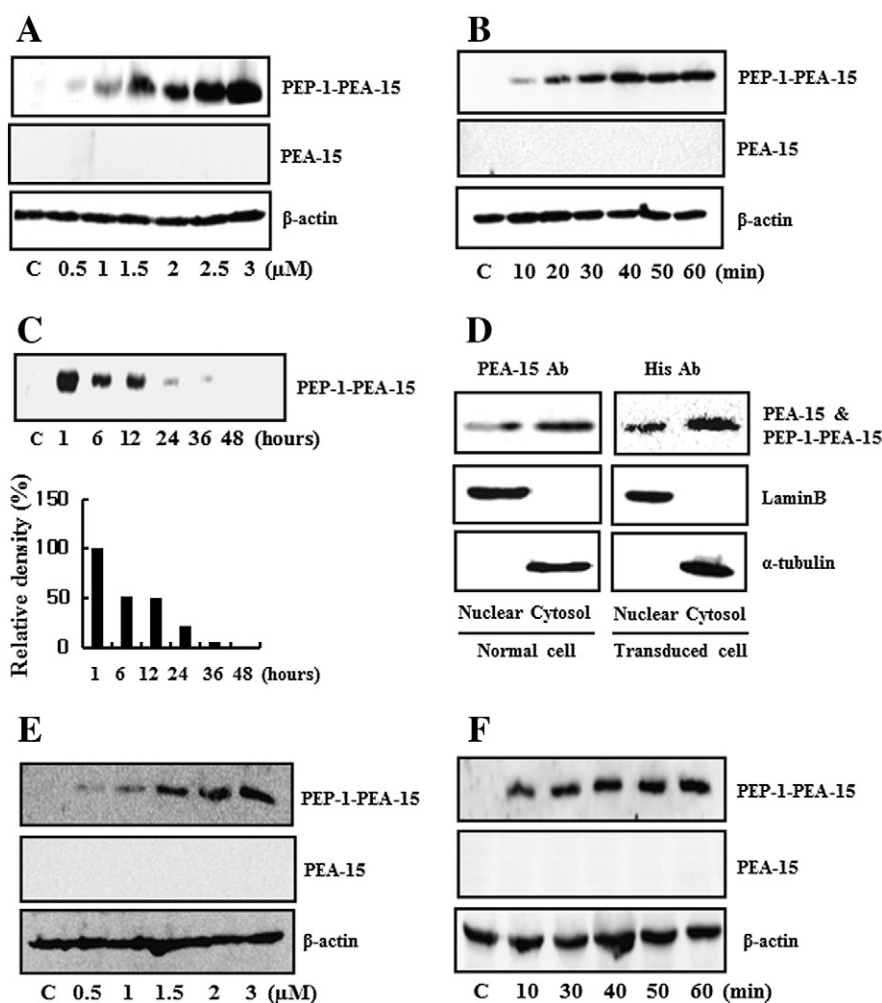 A
PEP-1-PEA-15
PEA-15
β-actin
C 0.5 1 1.5 2 2.5 3 (μM)
B
PEP-1-PEA-15
PEA-15
β-actin
C 10 20 30 40 50 60 (min)
C
PEP-1-PEA-15
C 1 6 12 24 36 48 (hours)
Relative density (%)
150
100
50
0
1 6 12 24 36 48 (hours)
D
PEA-15 Ab His Ab
PEA-15 &
PEP-1-PEA-15
LaminB
α-tubulin
Nuclear Cytosol Nuclear Cytosol
Normal cell Transduced cell
E
PEP-1-PEA-15
PEA-15
β-actin
C 0.5 1 1.5 2 3 (μM)
F
PEP-1-PEA-15
PEA-15
β-actin
C 10 30 40 50 60 (min)